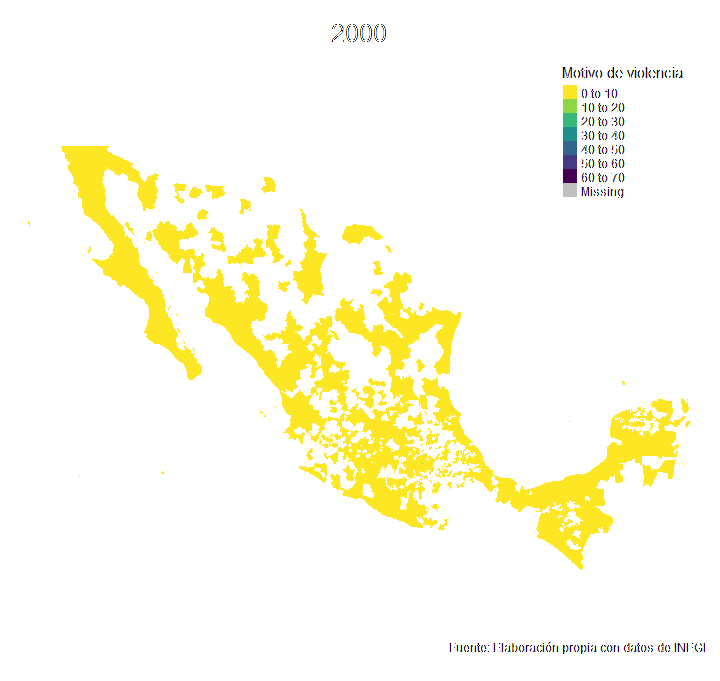 2000
Motivo de violencia
0 to 10
10 to 20
20 to 30
30 to 40
40 to 50
50 to 60
60 to 70
Missing
Fuente: Elaboración propia con datos de INEGI